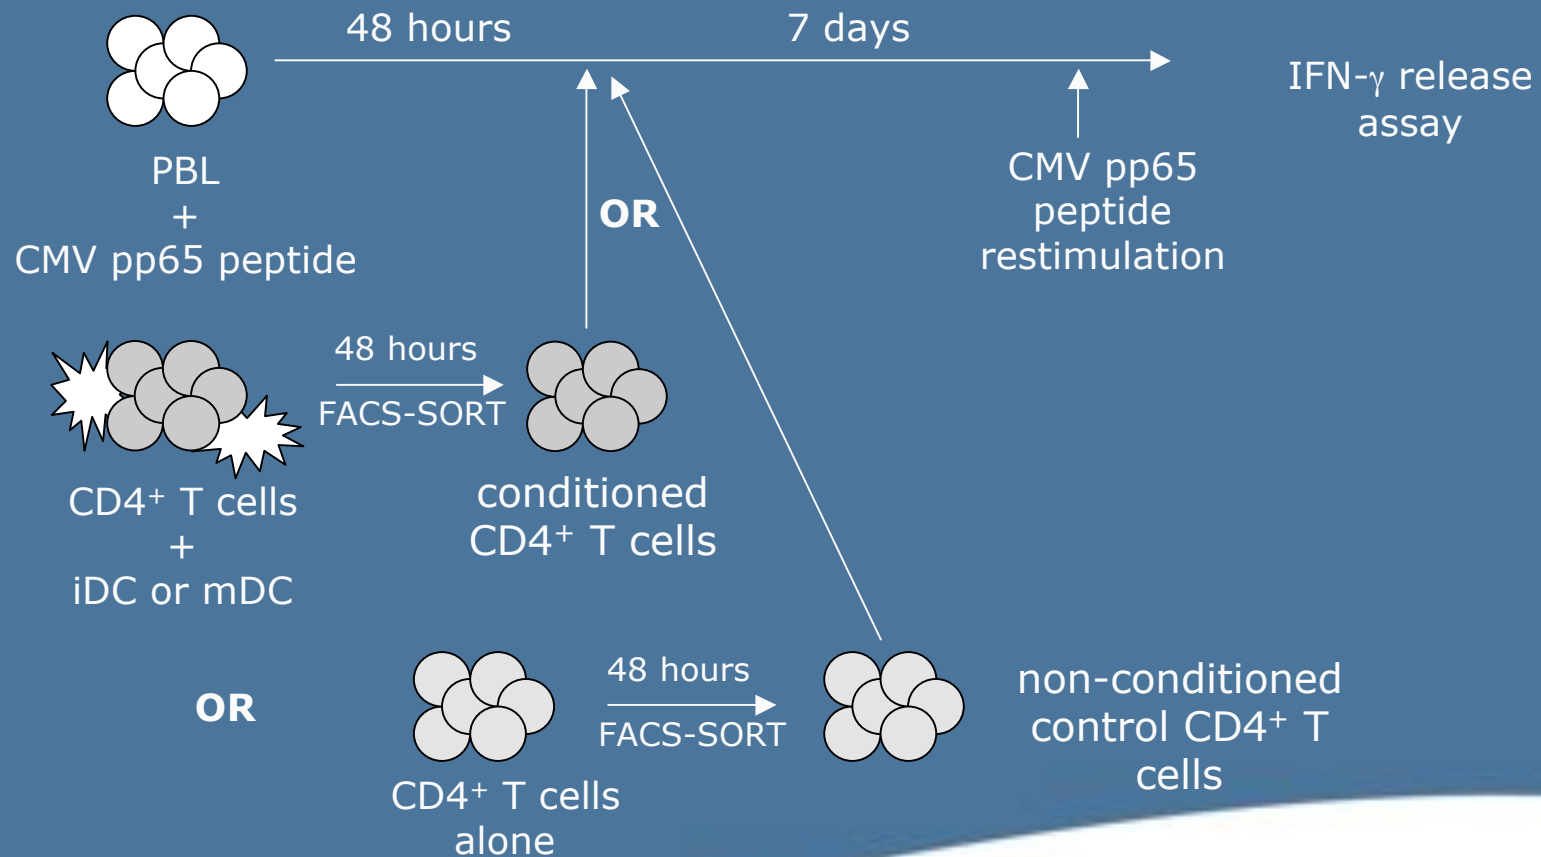 48 hours
7 days
IFN-γ release
assay
PBL
+
CMV pp65 peptide
OR
CMV pp65
peptide
restimulation
48 hours
FACS-SORT
CD4⁺ T cells
+
iDC or mDC
conditioned
CD4⁺ T cells
OR
48 hours
FACS-SORT
CD4⁺ T cells
alone
non-conditioned
control CD4⁺ T
cells